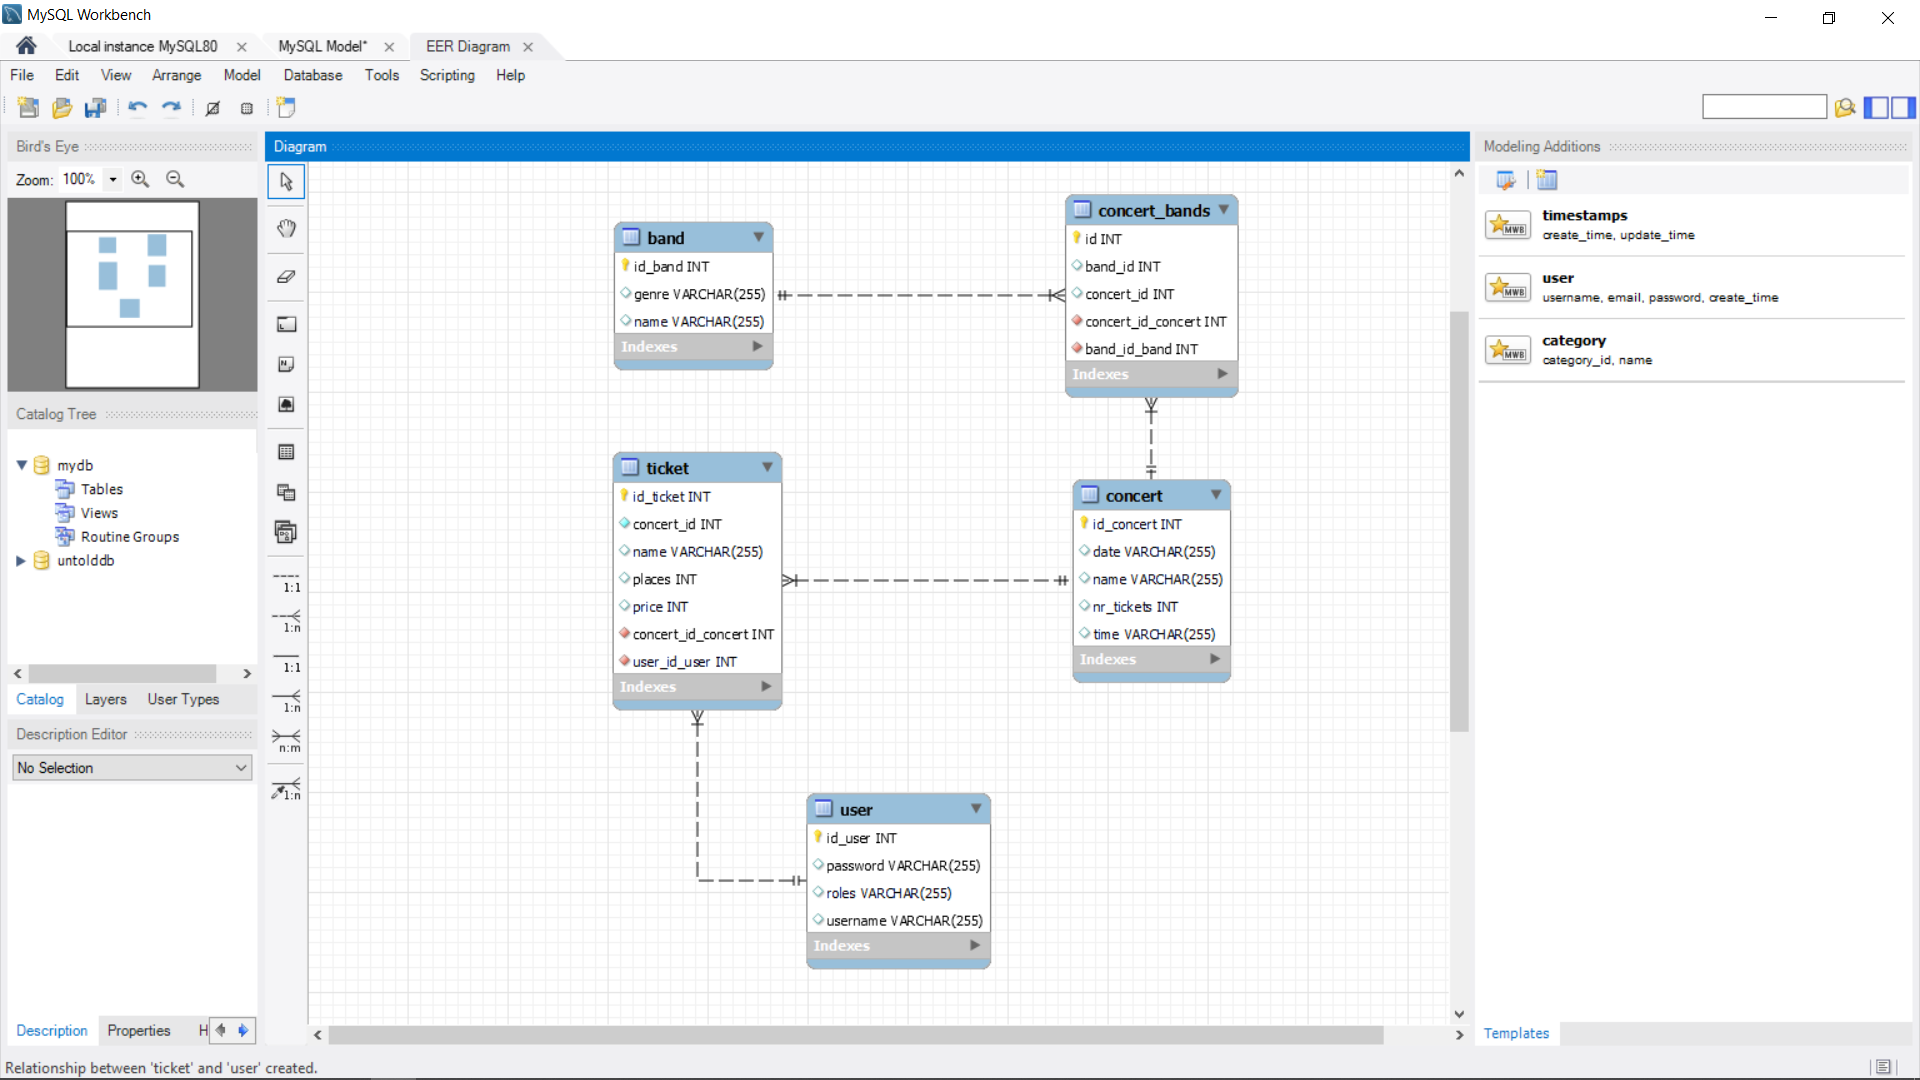 MySQL Workbench
Local instance MySQL80
MySQL Model*
EER Diagram
File Edit View Arrange Model Database Tools Scripting Help
Bird's Eye
Zoom: 100%
Catalog Tree
mydb
Tables
Views
Routine Groups
untolddb
Catalog Layers User Types
Description Editor
No Selection
Description Properties H
Diagram
1:1
1:n
1:1
1:n
n:m
1:n
band
id_band INT
genre VARCHAR(255)
name VARCHAR(255)
Indexes
concert_bands
id INT
band_id INT
concert_id INT
concert_id_concert INT
band_id_band INT
Indexes
ticket
id_ticket INT
concert_id INT
name VARCHAR(255)
places INT
price INT
concert_id_concert INT
user_id_user INT
Indexes
concert
id_concert INT
date VARCHAR(255)
name VARCHAR(255)
nr_tickets INT
time VARCHAR(255)
Indexes
user
id_user INT
password VARCHAR(255)
roles VARCHAR(255)
username VARCHAR(255)
Indexes
Modeling Additions
MWB
timestamps
create_time, update_time
MWB
user
username, email, password, create_time
MWB
category
category_id, name
Templates
Relationship between 'ticket' and 'user' created.